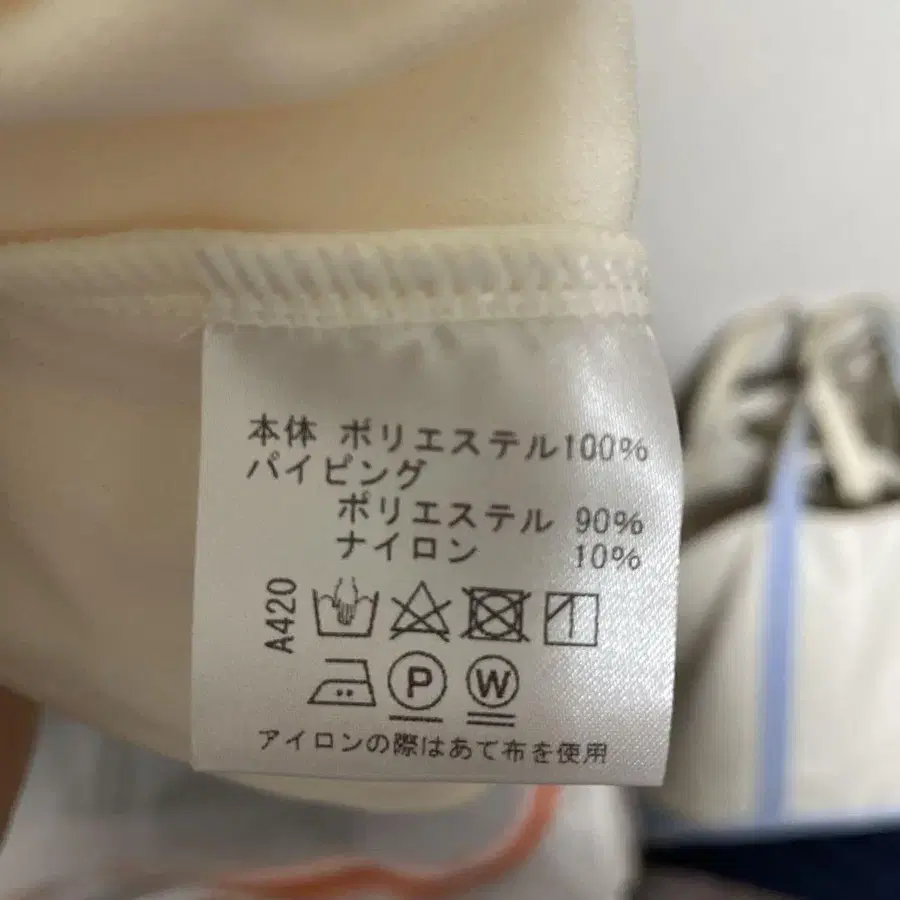 本体 ポリエステル100%
パイピング
ポリエステル 90%
ナイロン 10%
A420
P W
アイロンの際はあて布を使用